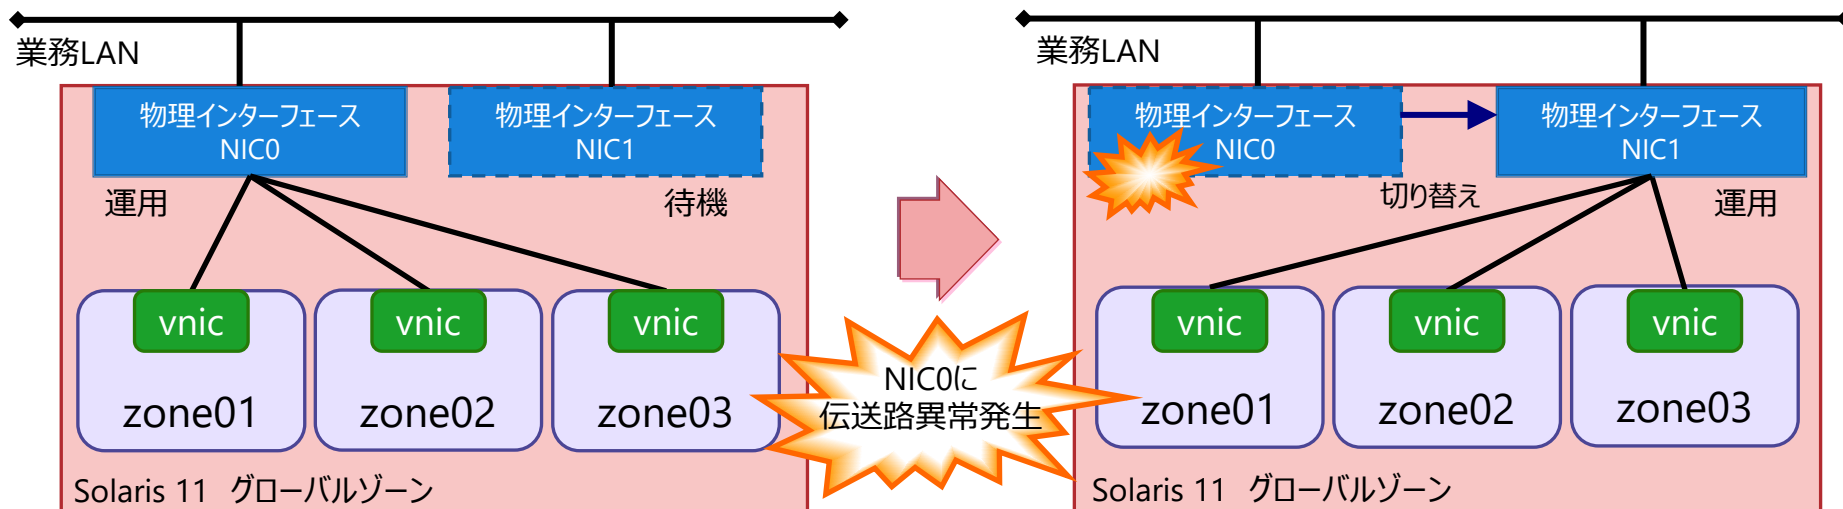 業務LAN
物理インターフェース
NIC0
物理インターフェース
NIC1
運用
待機
vnic
vnic
vnic
zone01
zone02
zone03
Solaris 11 グローバルゾーン
NIC0に
伝送路異常発生
業務LAN
物理インターフェース
NIC0
物理インターフェース
NIC1
切り替え
運用
vnic
vnic
vnic
zone01
zone02
zone03
Solaris 11 グローバルゾーン